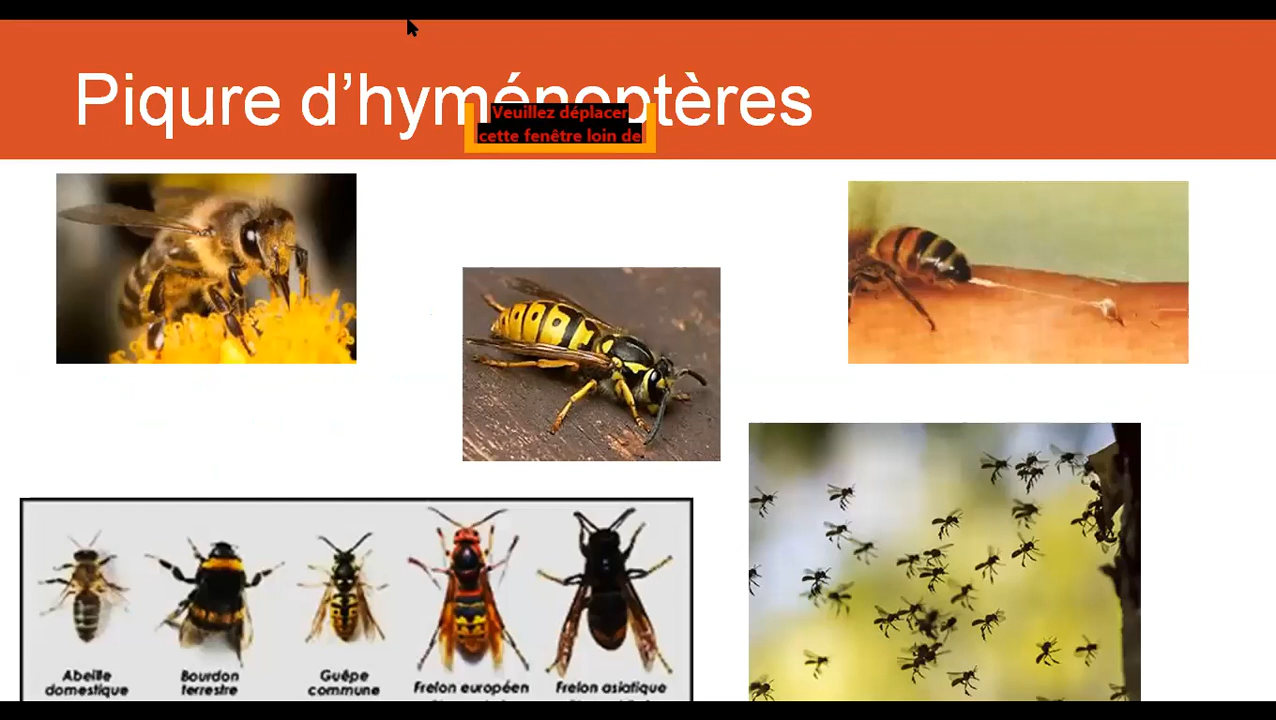 Piqure d'hyménoptères
Veuillez déplacer
cette fenêtre loin de
Abeille
domestique
Bourdon
terrestre
Guêpe
commune
Frelon européen
Frelon asiatique